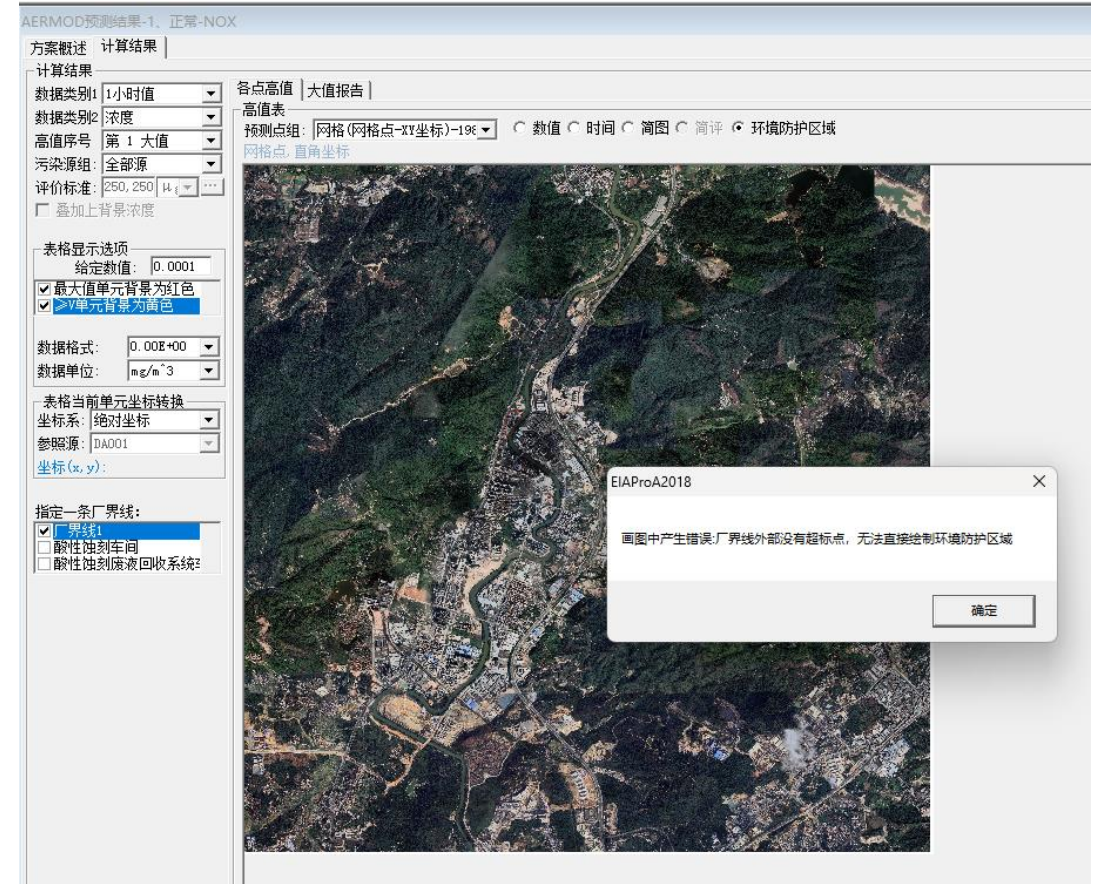 AERMOD预测结果-1、正常-NOX
方案概述 计算结果
计算结果
数据类别1 1小时值
数据类别2 浓度
高值序号 第 1 大值
污染源组: 全部源
评价标准: 250,250
叠加上背景浓度
表格显示选项
给定数值: 0.0001
最大值单元背景为红色
≥V单元背景为黄色
数据格式: 0.00E+00
数据单位: mg/m^3
表格当前单元坐标转换
坐标系: 绝对坐标
参照源: DA001
坐标(x,y):
指定一条厂界线:
厂界线1
酸性蚀刻车间
酸性蚀刻废液回收系统
各点高值 大值报告
高值表
预测点组: 网格(网格点-XY坐标)-198 数值 时间 简图 简评 环境防护区域
网格点,直角坐标
EIAProA2018
画图中产生错误:厂界线外部没有超标点，无法直接绘制环境防护区域
确定